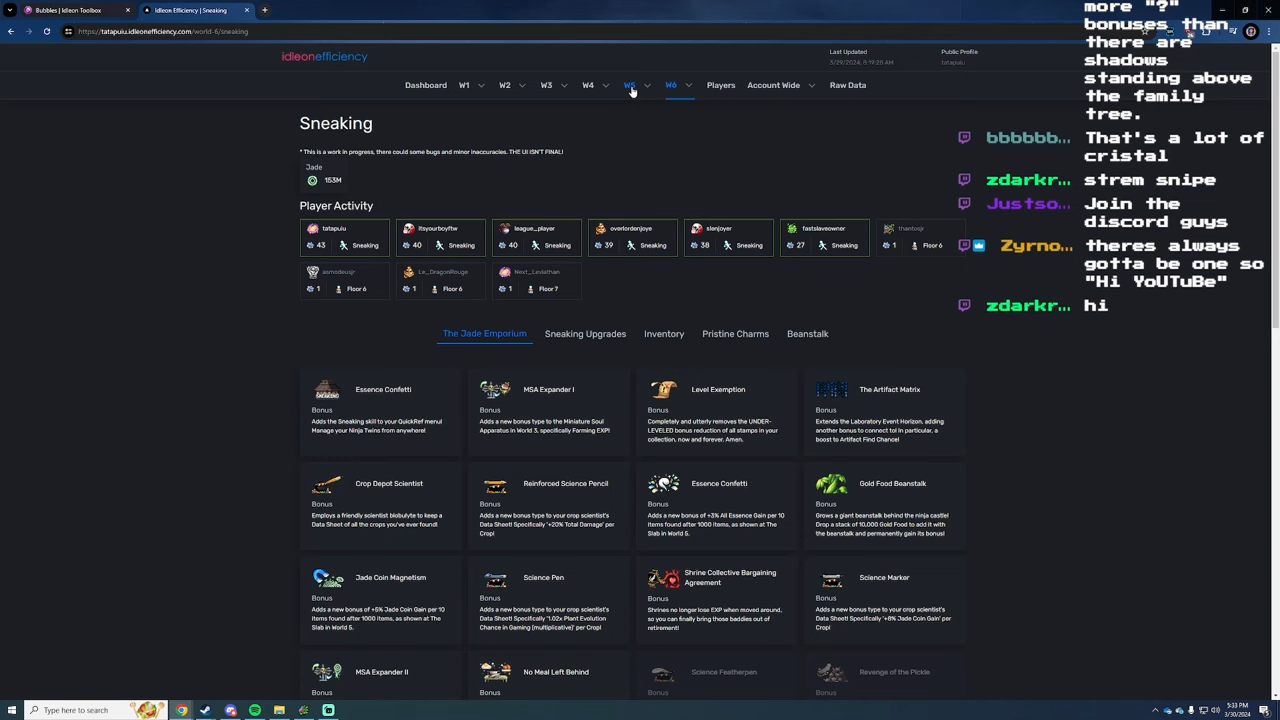 Bubbles | Idleon Toolbox
Idleon Efficiency | Sneaking
https://tatapuiu.idleonefficiency.com/world-6/sneaking
idleonefficiency
Last Updated
3/29/2024, 8:19:28 AM
Public Profile
tatapuiu
Dashboard W1 W2 W3 W4 W5 W6 Players Account Wide Raw Data
Sneaking
* This is a work in progress, there could some bugs and minor inaccuracies. THE UI ISN'T FINAL!
Jade
153M
Player Activity
tatapuiu itsyourboyftw league_player overlordenjoye slenjoyer fastslaveowner thantosjr
43 Sneaking 40 Sneaking 40 Sneaking 39 Sneaking 38 Sneaking 27 Sneaking 1 Floor 6
asmodeusjr Le_DragonRouge Next_Leviathan
1 Floor 6 1 Floor 6 1 Floor 7
The Jade Emporium Sneaking Upgrades Inventory Pristine Charms Beanstalk
Essence Confetti
Bonus
Adds the Sneaking skill to your QuickRef menu!
Manage your Ninja Twins from anywhere!
MSA Expander I
Bonus
Adds a new bonus type to the Miniature Soul
Apparatus in World 3, specifically Farming EXP!
Level Exemption
Bonus
Completely and utterly removes the UNDER-
LEVELED bonus reduction of all stamps in your
collection, now and forever. Amen.
The Artifact Matrix
Bonus
Extends the Laboratory Event Horizon, adding
another bonus to connect to! In particular, a
boost to Artifact Find Chance!
Crop Depot Scientist
Bonus
Employs a friendly scientist blobulyte to keep a
Data Sheet of all the crops you've ever found!
Reinforced Science Pencil
Bonus
Adds a new bonus type to your crop scientist's
Data Sheet! Specifically '+20% Total Damage' per
Crop!
Essence Confetti
Bonus
Adds a new bonus of +3% All Essence Gain per 10
items found after 1000 items, as shown at The
Slab in World 5.
Gold Food Beanstalk
Bonus
Grows a giant beanstalk behind the ninja castle!
Drop a stack of 10,000 Gold Food to add it with
the beanstalk and permanently gain its bonus!
Jade Coin Magnetism
Bonus
Adds a new bonus of +5% Jade Coin Gain per 10
items found after 1000 items, as shown at The
Slab in World 5.
Science Pen
Bonus
Adds a new bonus type to your crop scientist's
Data Sheet! Specifically '1.02x Plant Evolution
Chance in Gaming (multiplicative)' per Crop!
Shrine Collective Bargaining
Agreement
Bonus
Shrines no longer lose EXP when moved around,
so you can finally bring those baddies out of
retirement!
Science Marker
Bonus
Adds a new bonus type to your crop scientist's
Data Sheet! Specifically '+8% Jade Coin Gain' per
Crop!
MSA Expander II
Bonus
No Meal Left Behind
Bonus
Science Featherpen
Bonus
Revenge of the Pickle
Bonus
more "?"
bonuses than
there are
shadows
standing above
the family
tree.
bbbbbb... That's a lot of
cristal
zdarkr... strem snipe
Justso... Join the
discord guys
Zyrno... theres always
gotta be one so
"Hi YoUTuBe"
zdarkr... hi
Type here to search
5:33 PM
3/30/2024